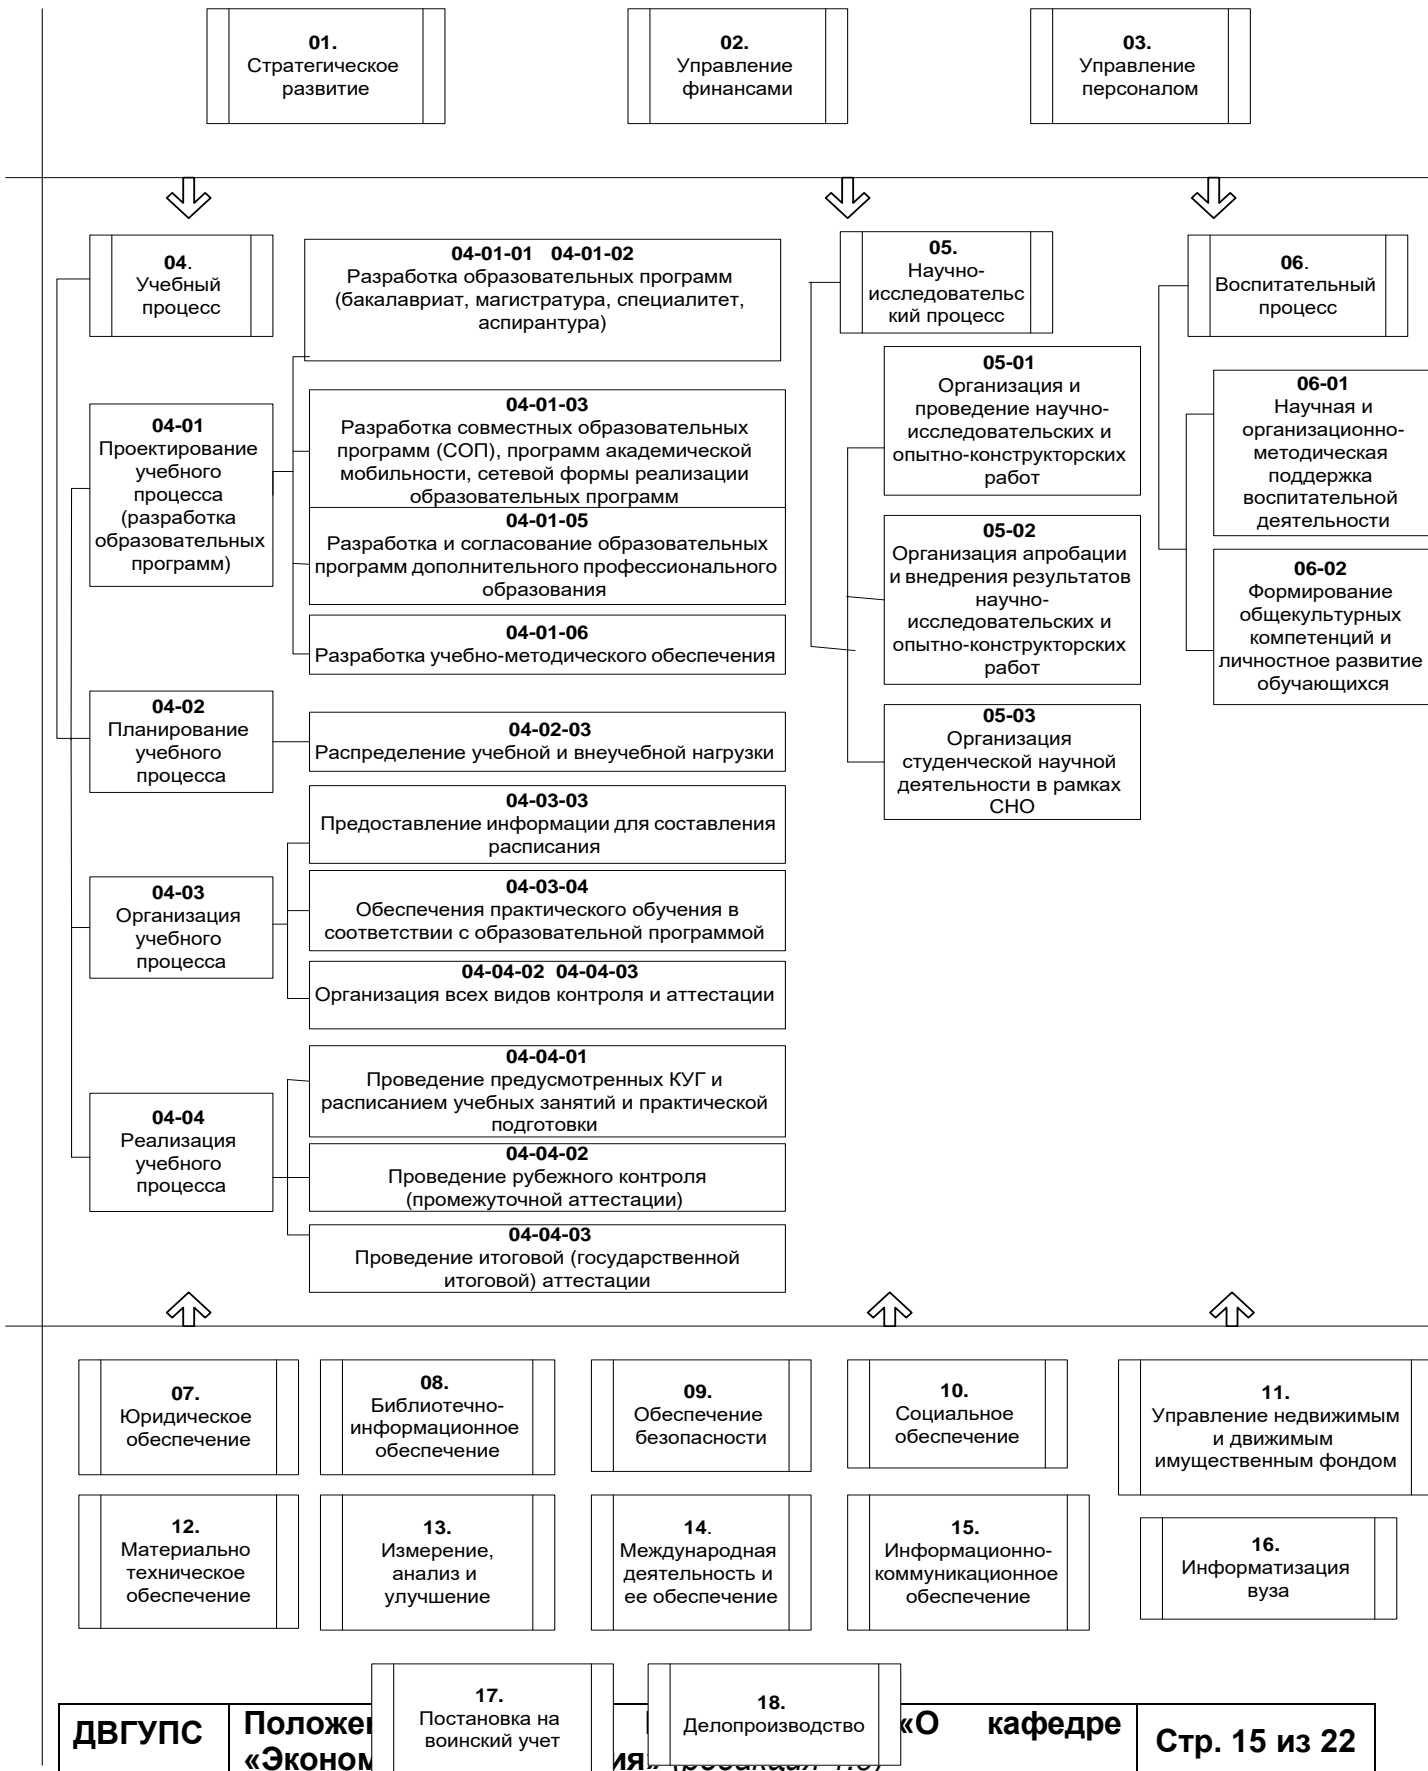 01.
Стратегическое
развитие
02.
Управление
финансами
03.
Управление
персоналом
04.
Учебный
процесс
04-01-01 04-01-02
Разработка образовательных программ
(бакалавриат, магистратура, специалитет,
аспирантура)
04-01
Проектирование
учебного
процесса
(разработка
образовательных
программ)
04-01-03
Разработка совместных образовательных
программ (СОП), программ академической
мобильности, сетевой формы реализации
образовательных программ
04-01-05
Разработка и согласование образовательных
программ дополнительного профессионального
образования
04-01-06
Разработка учебно-методического обеспечения
04-02
Планирование
учебного
процесса
04-02-03
Распределение учебной и внеучебной нагрузки
04-03
Организация
учебного
процесса
04-03-03
Предоставление информации для составления
расписания
04-03-04
Обеспечения практического обучения в
соответствии с образовательной программой
04-04-02 04-04-03
Организация всех видов контроля и аттестации
04-04
Реализация
учебного
процесса
04-04-01
Проведение предусмотренных КУГ и
расписанием учебных занятий и практической
подготовки
04-04-02
Проведение рубежного контроля
(промежуточной аттестации)
04-04-03
Проведение итоговой (государственной
итоговой) аттестации
05.
Научно-
исследовательс
кий процесс
05-01
Организация и
проведение научно-
исследовательских и
опытно-конструкторских
работ
05-02
Организация апробации
и внедрения результатов
научно-
исследовательских и
опытно-конструкторских
работ
05-03
Организация
студенческой научной
деятельности в рамках
СНО
06.
Воспитательный
процесс
06-01
Научная и
организационно-
методическая
поддержка
воспитательной
деятельности
06-02
Формирование
общекультурных
компетенций и
личностное развитие
обучающихся
07.
Юридическое
обеспечение
08.
Библиотечно-
информационное
обеспечение
09.
Обеспечение
безопасности
10.
Социальное
обеспечение
11.
Управление недвижимым
и движимым
имущественным фондом
12.
Материально
техническое
обеспечение
13.
Измерение,
анализ и
улучшение
14.
Международная
деятельность и
ее обеспечение
15.
Информационно-
коммуникационное
обеспечение
16.
Информатизация
вуза
17.
Постановка на
воинский учет
18.
Делопроизводство
ДВГУПС
«О кафедре
Стр. 15 из 22